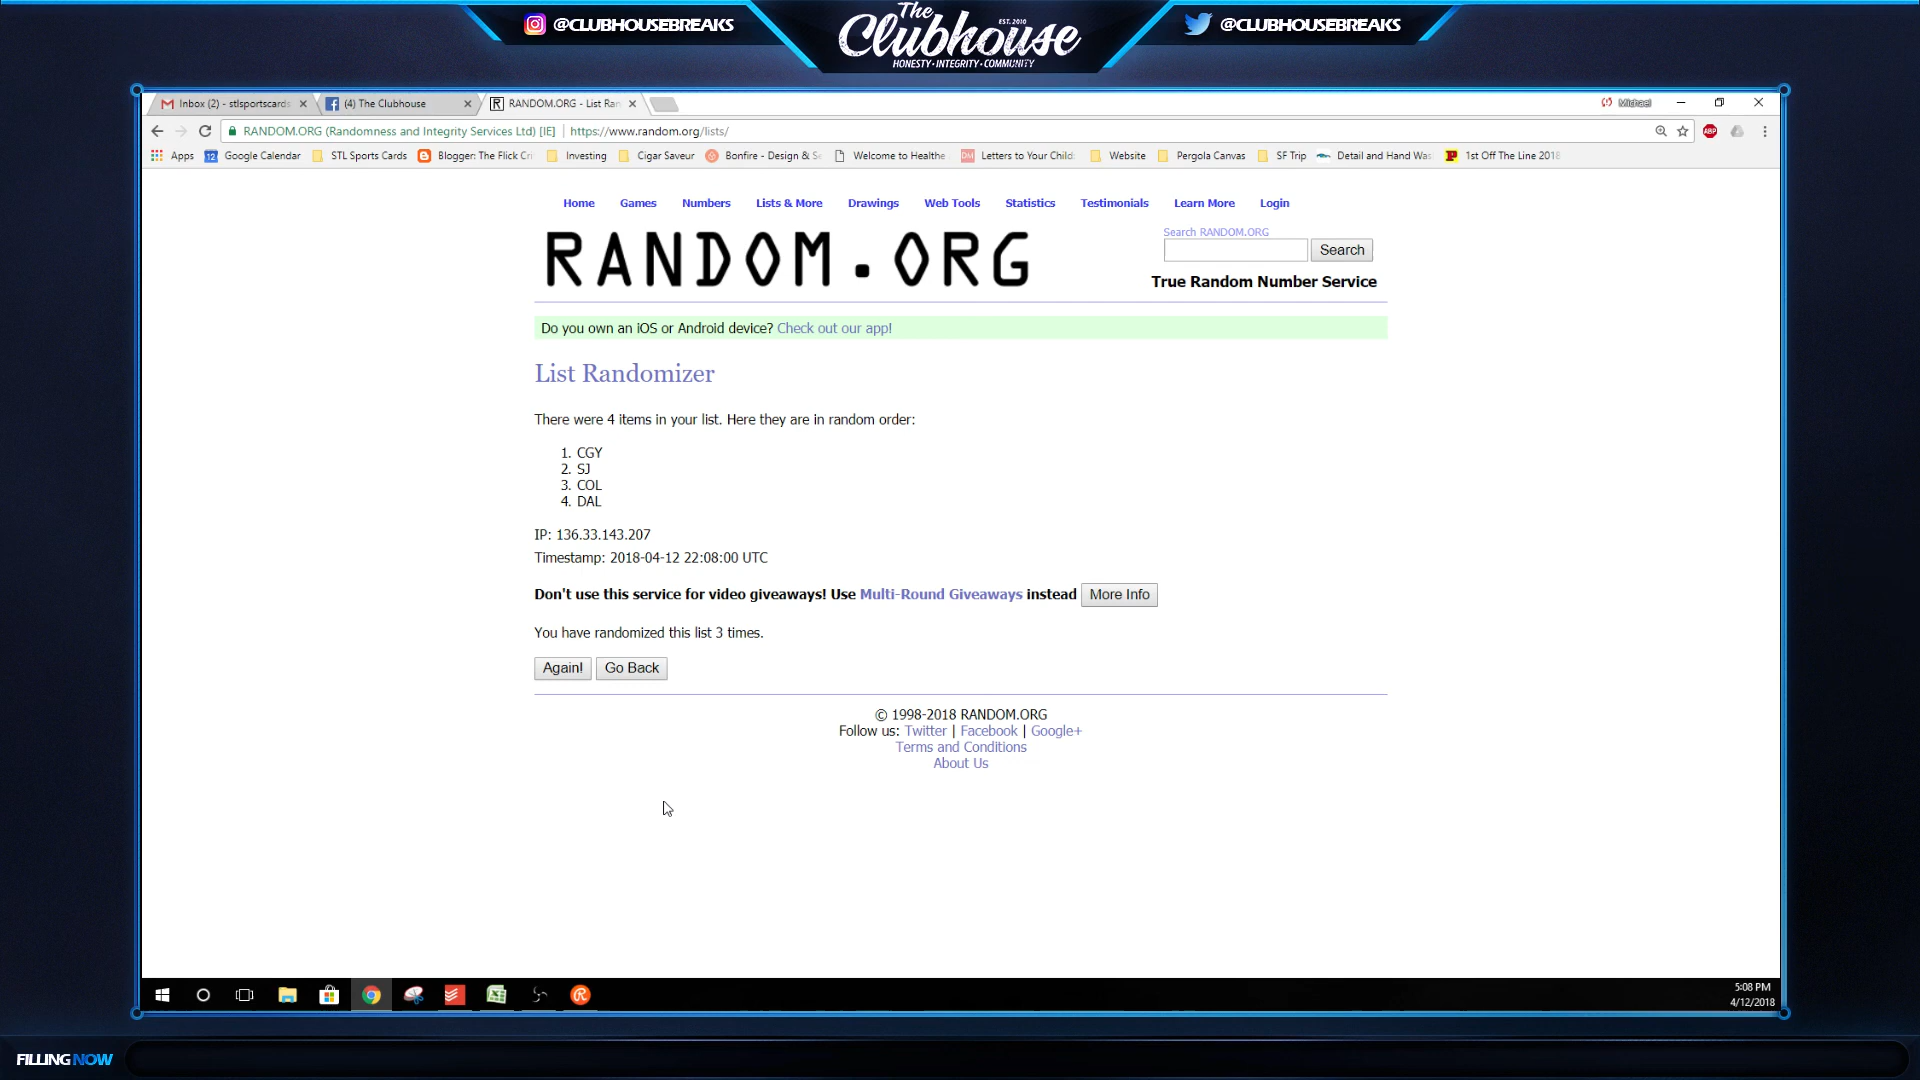 @CLUBHOUSEBREAKS
The
EST. 2010
Clubhouse
HONESTY • INTEGRITY • COMMUNITY
@CLUBHOUSEBREAKS
Inbox (2) - stlsportscards
(4) The Clubhouse
RANDOM.ORG - List Ran
Michael
RANDOM.ORG (Randomness and Integrity Services Ltd) [IE] https://www.random.org/lists/
ABP
Apps 12 Google Calendar STL Sports Cards Blogger: The Flick Cri Investing Cigar Saveur Bonfire - Design & Se Welcome to Healthe DM Letters to Your Child: Website Pergola Canvas SF Trip Detail and Hand Was P 1st Off The Line 2018
Home Games Numbers Lists & More Drawings Web Tools Statistics Testimonials Learn More Login
RANDOM.ORG
Search RANDOM.ORG
Search
True Random Number Service
Do you own an iOS or Android device? Check out our app!
List Randomizer
There were 4 items in your list. Here they are in random order:
1. CGY
2. SJ
3. COL
4. DAL
IP: 136.33.143.207
Timestamp: 2018-04-12 22:08:00 UTC
Don't use this service for video giveaways! Use Multi-Round Giveaways instead More Info
You have randomized this list 3 times.
Again! Go Back
© 1998-2018 RANDOM.ORG
Follow us: Twitter | Facebook | Google+
Terms and Conditions
About Us
5:08 PM
4/12/2018
FILLING NOW